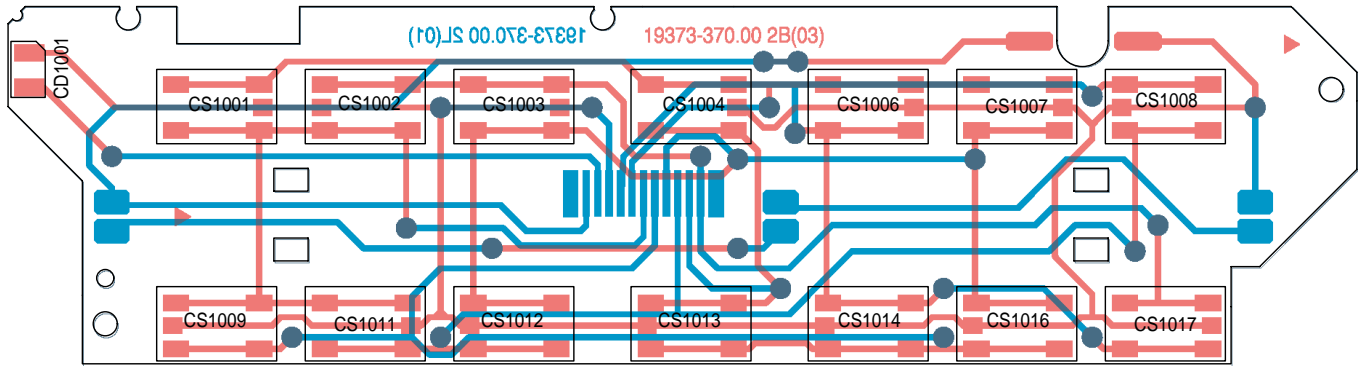 19373-370.00 2L(01)
19373-370.00 2B(03)
CD1001
CS1001
CS1002
CS1003
CS1004
CS1006
CS1007
CS1008
CS1009
CS1011
CS1012
CS1013
CS1014
CS1016
CS1017